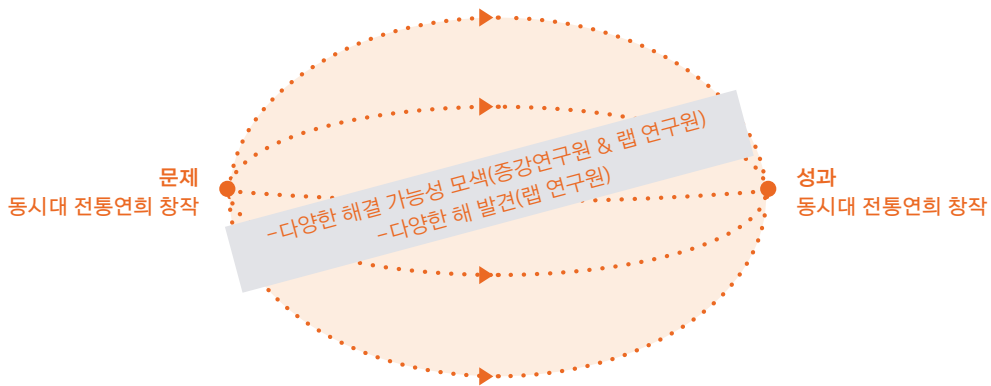 문제
동시대 전통연희 창작
-다양한 해결 가능성 모색(증강연구원 & 랩 연구원)
-다양한 해 발견(랩 연구원)
성과
동시대 전통연희 창작